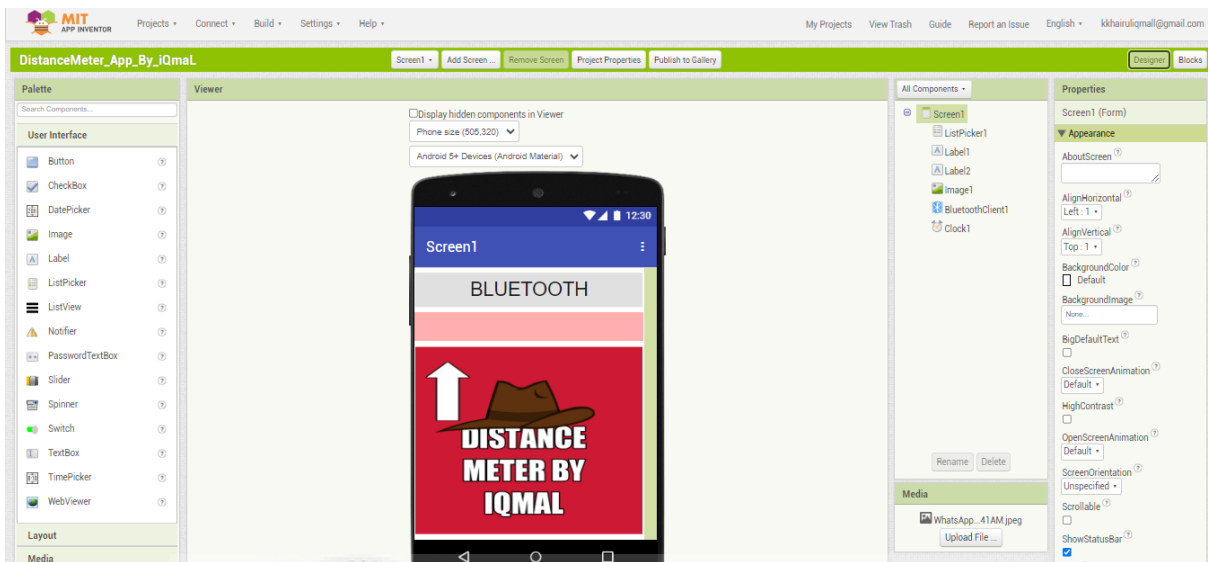 MIT
APP INVENTOR
Projects
Connect
Build
Settings
Help
My Projects
View Trash
Guide
Report an Issue
English
kkhairuliqmall@gmail.com
DistanceMeter_App_By_iQmaL
Screen1
Add Screen ...
Remove Screen
Project Properties
Publish to Gallery
Designer
Blocks
Palette
Search Components...
User Interface
Button
CheckBox
DatePicker
Image
Label
ListPicker
ListView
Notifier
PasswordTextBox
Slider
Spinner
Switch
TextBox
TimePicker
WebViewer
Layout
Media
Viewer
Display hidden components in Viewer
Phone size (505,320)
Android 5+ Devices (Android Material)
12:30
Screen1
BLUETOOTH
DISTANCE
METER BY
IQMAL
All Components
Screen1
ListPicker1
Label1
Label2
Image1
BluetoothClient1
Clock1
Rename
Delete
Media
WhatsApp...41AM.jpeg
Upload File ...
Properties
Screen1 (Form)
Appearance
AboutScreen
AlignHorizontal
Left : 1
AlignVertical
Top : 1
BackgroundColor
Default
BackgroundImage
None...
BigDefaultText
CloseScreenAnimation
Default
HighContrast
OpenScreenAnimation
Default
ScreenOrientation
Unspecified
Scrollable
ShowStatusBar